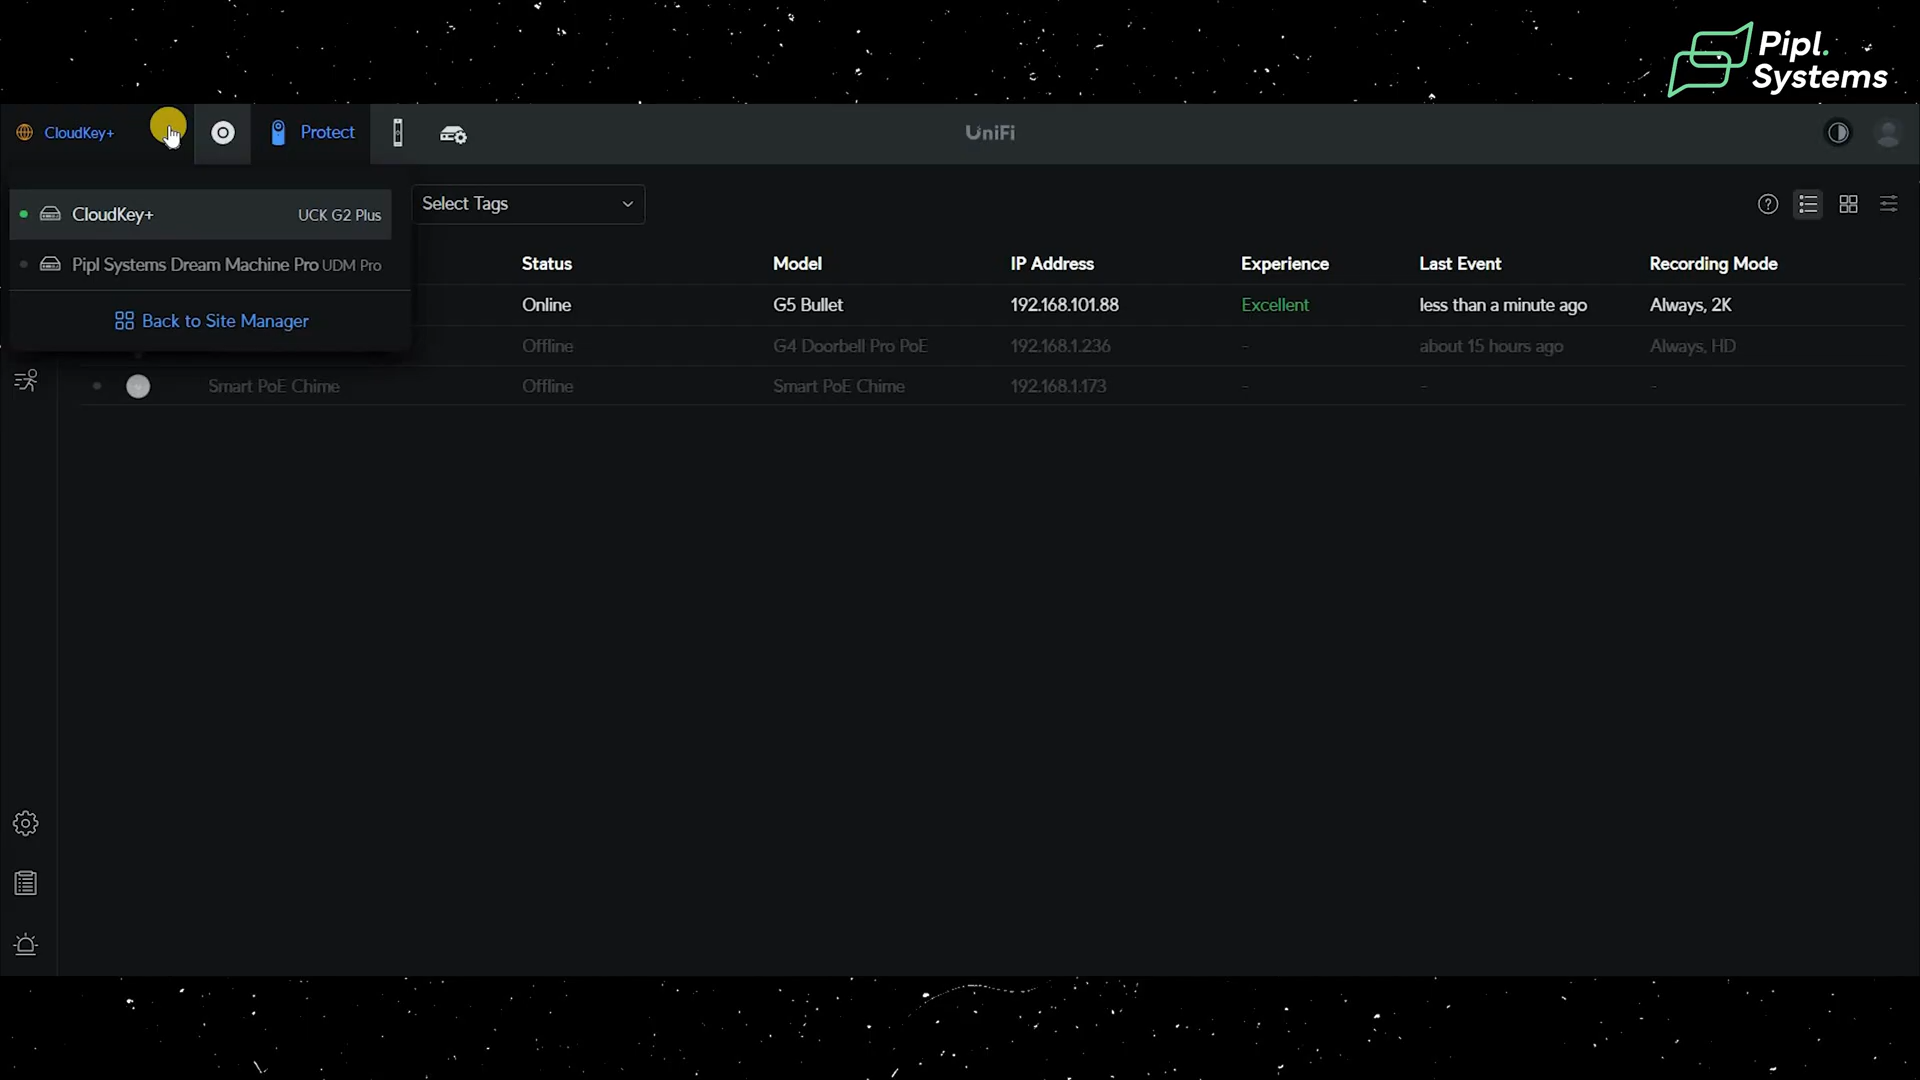 Pipl.
Systems
CloudKey+
Protect
UniFi
CloudKey+ UCK G2 Plus
Select Tags
Pipl Systems Dream Machine Pro UDM Pro
Back to Site Manager
Status Model IP Address Experience Last Event Recording Mode
Online G5 Bullet 192.168.101.88 Excellent less than a minute ago Always, 2K
Offline G4 Doorbell Pro PoE 192.168.1.236 - about 15 hours ago Always, HD
Smart PoE Chime Offline Smart PoE Chime 192.168.1.173 - - -